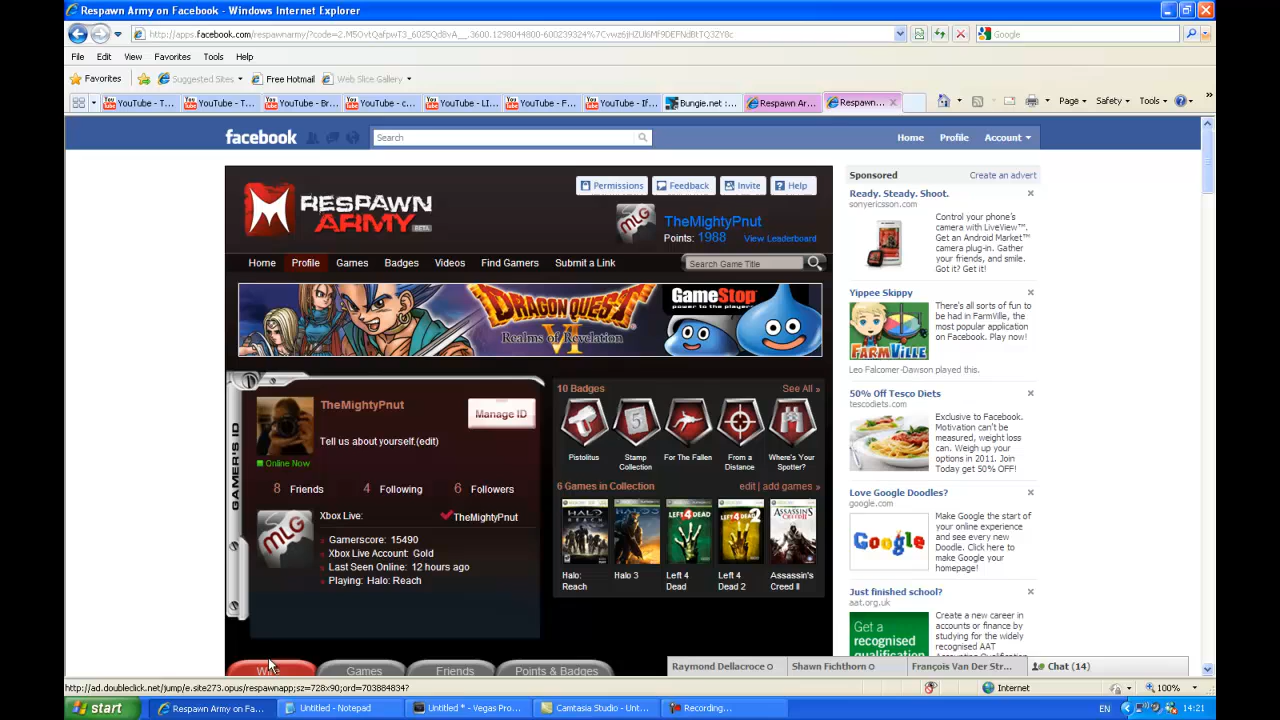 Respawn Army on Facebook - Windows Internet Explorer
http://apps.facebook.com/respawnarmy/?code=
File Edit View Favorites Tools Help
Favorites Suggested Sites Free Hotmail Web Slice Gallery
YouTube - T... YouTube - T... YouTube - Br... YouTube - c... YouTube - LI... YouTube - F... YouTube - If... Bungie.net :... Respawn Ar... Respawn...
Page Safety Tools
Google
facebook Search Home Profile Account
RESPAWN ARMY BETA
Permissions Feedback Invite Help
MLG TheMightyPnut
Points: 1988 View Leaderboard
Home Profile Games Badges Videos Find Gamers Submit a Link Search Game Title
DRAGON QUEST VI Realms of Revelation GameStop power to the players
GAMER'S ID
TheMightyPnut Manage ID
Tell us about yourself.(edit)
Online Now
8 Friends 4 Following 6 Followers
MLG
Xbox Live: TheMightyPnut
Gamerscore: 15490
Xbox Live Account: Gold
Last Seen Online: 12 hours ago
Playing: Halo: Reach
10 Badges See All »
5
Pistolitus Stamp Collection For The Fallen From a Distance Where's Your Spotter?
6 Games in Collection edit | add games »
Halo: Reach Halo 3 Left 4 Dead Left 4 Dead 2 Assassin's Creed II
Games Friends Points & Badges
Sponsored Create an advert
Ready. Steady. Shoot.
sonyericsson.com
Control your phone's
camera with LiveView™.
Get an Android Market™
camera plug-in. Gather
your friends, and smile.
Got it? Get it!
Yippee Skippy
There's all sorts of fun to
be had in FarmVille, the
most popular application
on Facebook. Play now!
FARMVILLE
Leo Falcomer-Dawson played this.
50% Off Tesco Diets
tescodiets.com
Exclusive to Facebook.
Motivation can't be
measured, weight loss
can. Weigh up your
options in 2011. Join
Today get 50% OFF!
Love Google Doodles?
google.com
Make Google the start of
your online experience
and see every new
Doodle. Click here to
make Google your
homepage!
Google
Just finished school?
aat.org.uk
Create a new career in
accounts or finance by
studying for the widely
recognised AAT
Get a
recognised
qualification
Raymond Dellacroce Shawn Fichthorn François Van Der Str... Chat (14)
http://ad.doubleclick.net/jump/e.site273.opus/respawnapp;sz=728x90;ord=703884834? Internet 100%
start Respawn Army on Fa... Untitled - Notepad Untitled * - Vegas Pro... Camtasia Studio - Unt... Recording... EN 14:21